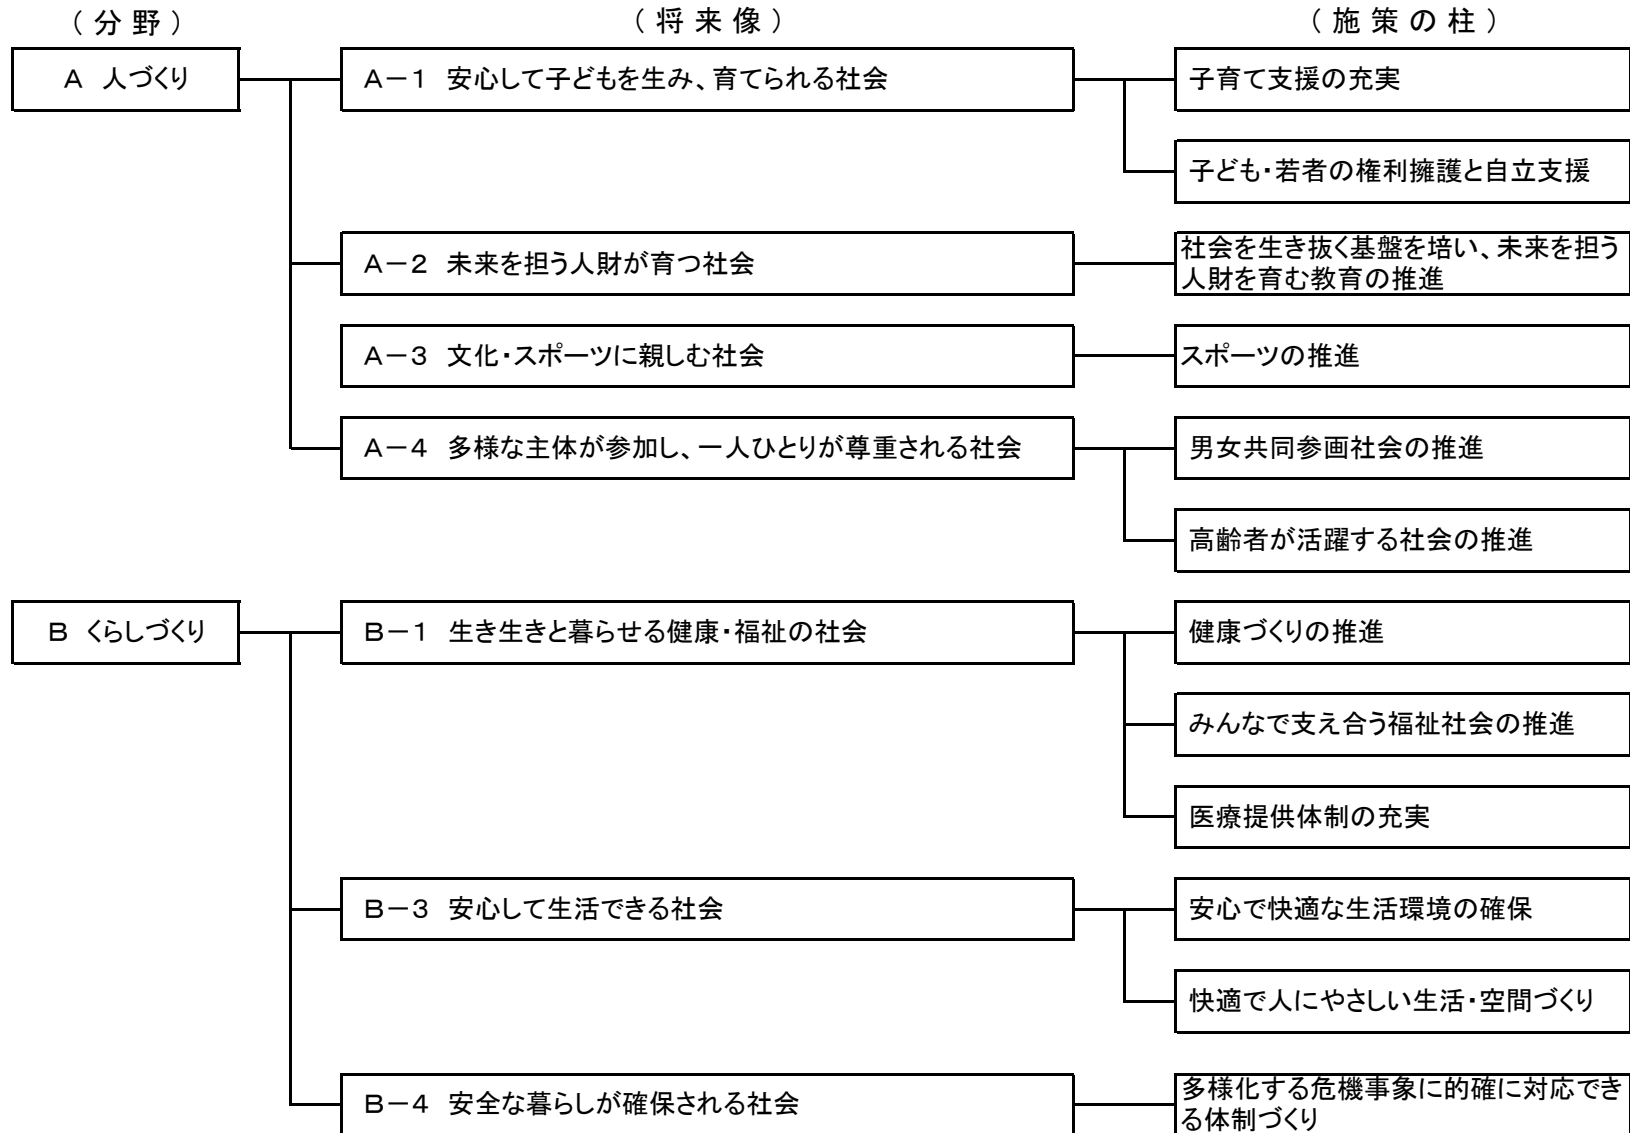 (分野) (将来像) (施策の柱)
A 人づくり A－1 安心して子どもを生み、育てられる社会 子育て支援の充実
子ども・若者の権利擁護と自立支援
A－2 未来を担う人財が育つ社会 社会を生き抜く基盤を培い、未来を担う
人財を育む教育の推進
A－3 文化・スポーツに親しむ社会 スポーツの推進
A－4 多様な主体が参加し、一人ひとりが尊重される社会 男女共同参画社会の推進
高齢者が活躍する社会の推進
B くらしづくり B－1 生き生きと暮らせる健康・福祉の社会 健康づくりの推進
みんなで支え合う福祉社会の推進
医療提供体制の充実
B－3 安心して生活できる社会 安心で快適な生活環境の確保
快適で人にやさしい生活・空間づくり
B－4 安全な暮らしが確保される社会 多様化する危機事象に的確に対応でき
る体制づくり